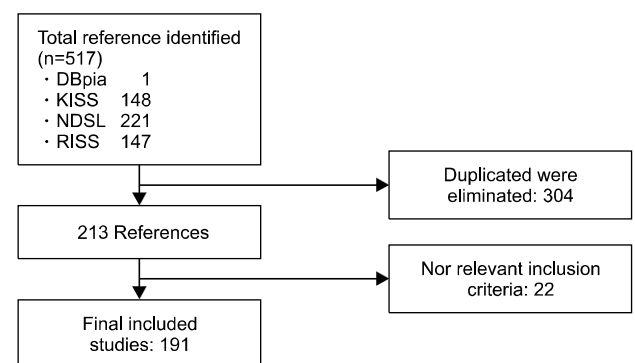 Total reference identified
(n=517)
· DBpia 1
· KISS 148
· NDSL 221
· RISS 147
Duplicated were
eliminated: 304
213 References
Nor relevant inclusion
criteria: 22
Final included
studies: 191